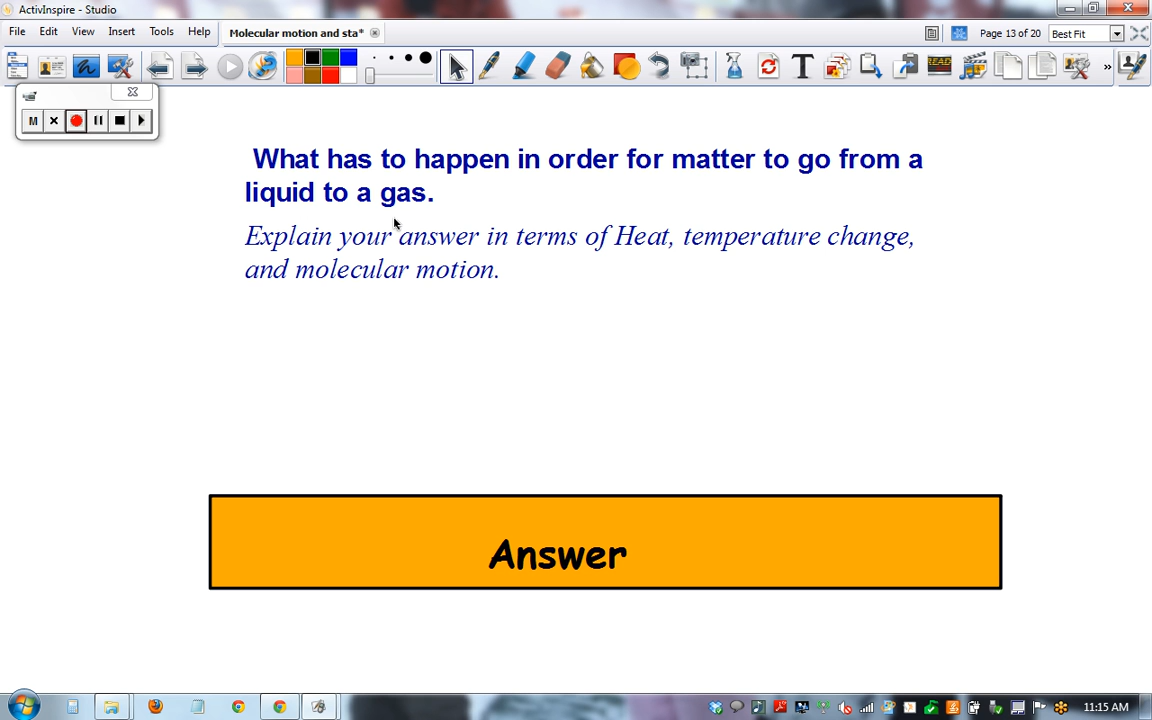 ActivInspire - Studio
File Edit View Insert Tools Help Molecular motion and sta* Page 13 of 20 Best Fit
M
What has to happen in order for matter to go from a
liquid to a gas.
Explain your answer in terms of Heat, temperature change,
and molecular motion.
Answer
11:15 AM